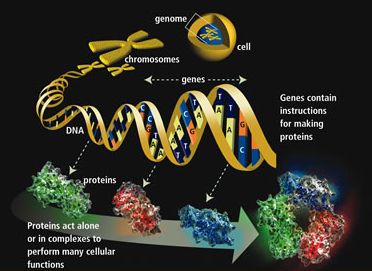 genome
chromosomes
cell
genes
Genes contain
instructions
for making
proteins
DNA
C
G
T
A
A
C
T
A
T
A
T
T
A
G
C
proteins
Proteins act alone
or in complexes to
perform many cellular
functions